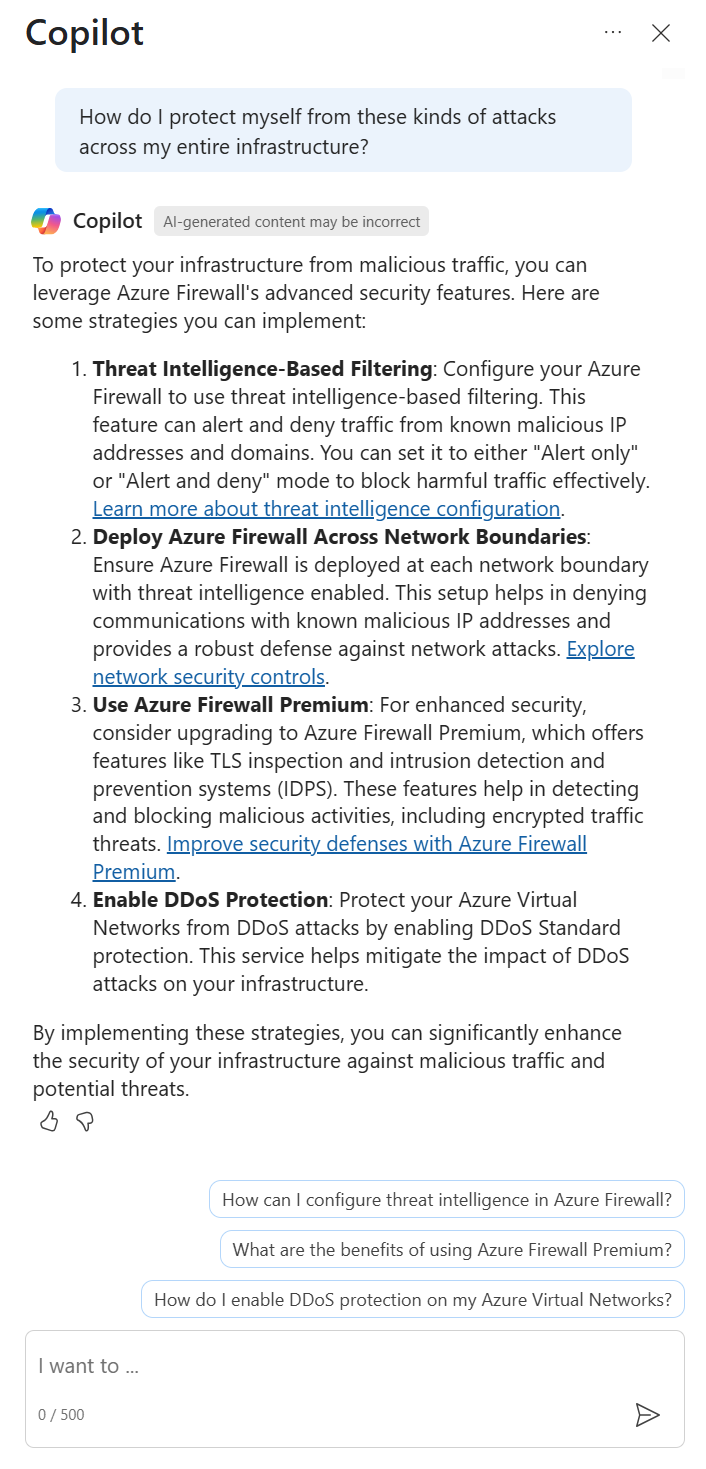 Copilot
How do I protect myself from these kinds of attacks
across my entire infrastructure?
Copilot AI-generated content may be incorrect
To protect your infrastructure from malicious traffic, you can
leverage Azure Firewall's advanced security features. Here are
some strategies you can implement:
1. Threat Intelligence-Based Filtering: Configure your Azure
Firewall to use threat intelligence-based filtering. This
feature can alert and deny traffic from known malicious IP
addresses and domains. You can set it to either "Alert only"
or "Alert and deny" mode to block harmful traffic effectively.
Learn more about threat intelligence configuration.
2. Deploy Azure Firewall Across Network Boundaries:
Ensure Azure Firewall is deployed at each network boundary
with threat intelligence enabled. This setup helps in denying
communications with known malicious IP addresses and
provides a robust defense against network attacks. Explore
network security controls.
3. Use Azure Firewall Premium: For enhanced security,
consider upgrading to Azure Firewall Premium, which offers
features like TLS inspection and intrusion detection and
prevention systems (IDPS). These features help in detecting
and blocking malicious activities, including encrypted traffic
threats. Improve security defenses with Azure Firewall
Premium.
4. Enable DDoS Protection: Protect your Azure Virtual
Networks from DDoS attacks by enabling DDoS Standard
protection. This service helps mitigate the impact of DDoS
attacks on your infrastructure.
By implementing these strategies, you can significantly enhance
the security of your infrastructure against malicious traffic and
potential threats.
How can I configure threat intelligence in Azure Firewall?
What are the benefits of using Azure Firewall Premium?
How do I enable DDoS protection on my Azure Virtual Networks?
I want to ...
0 / 500